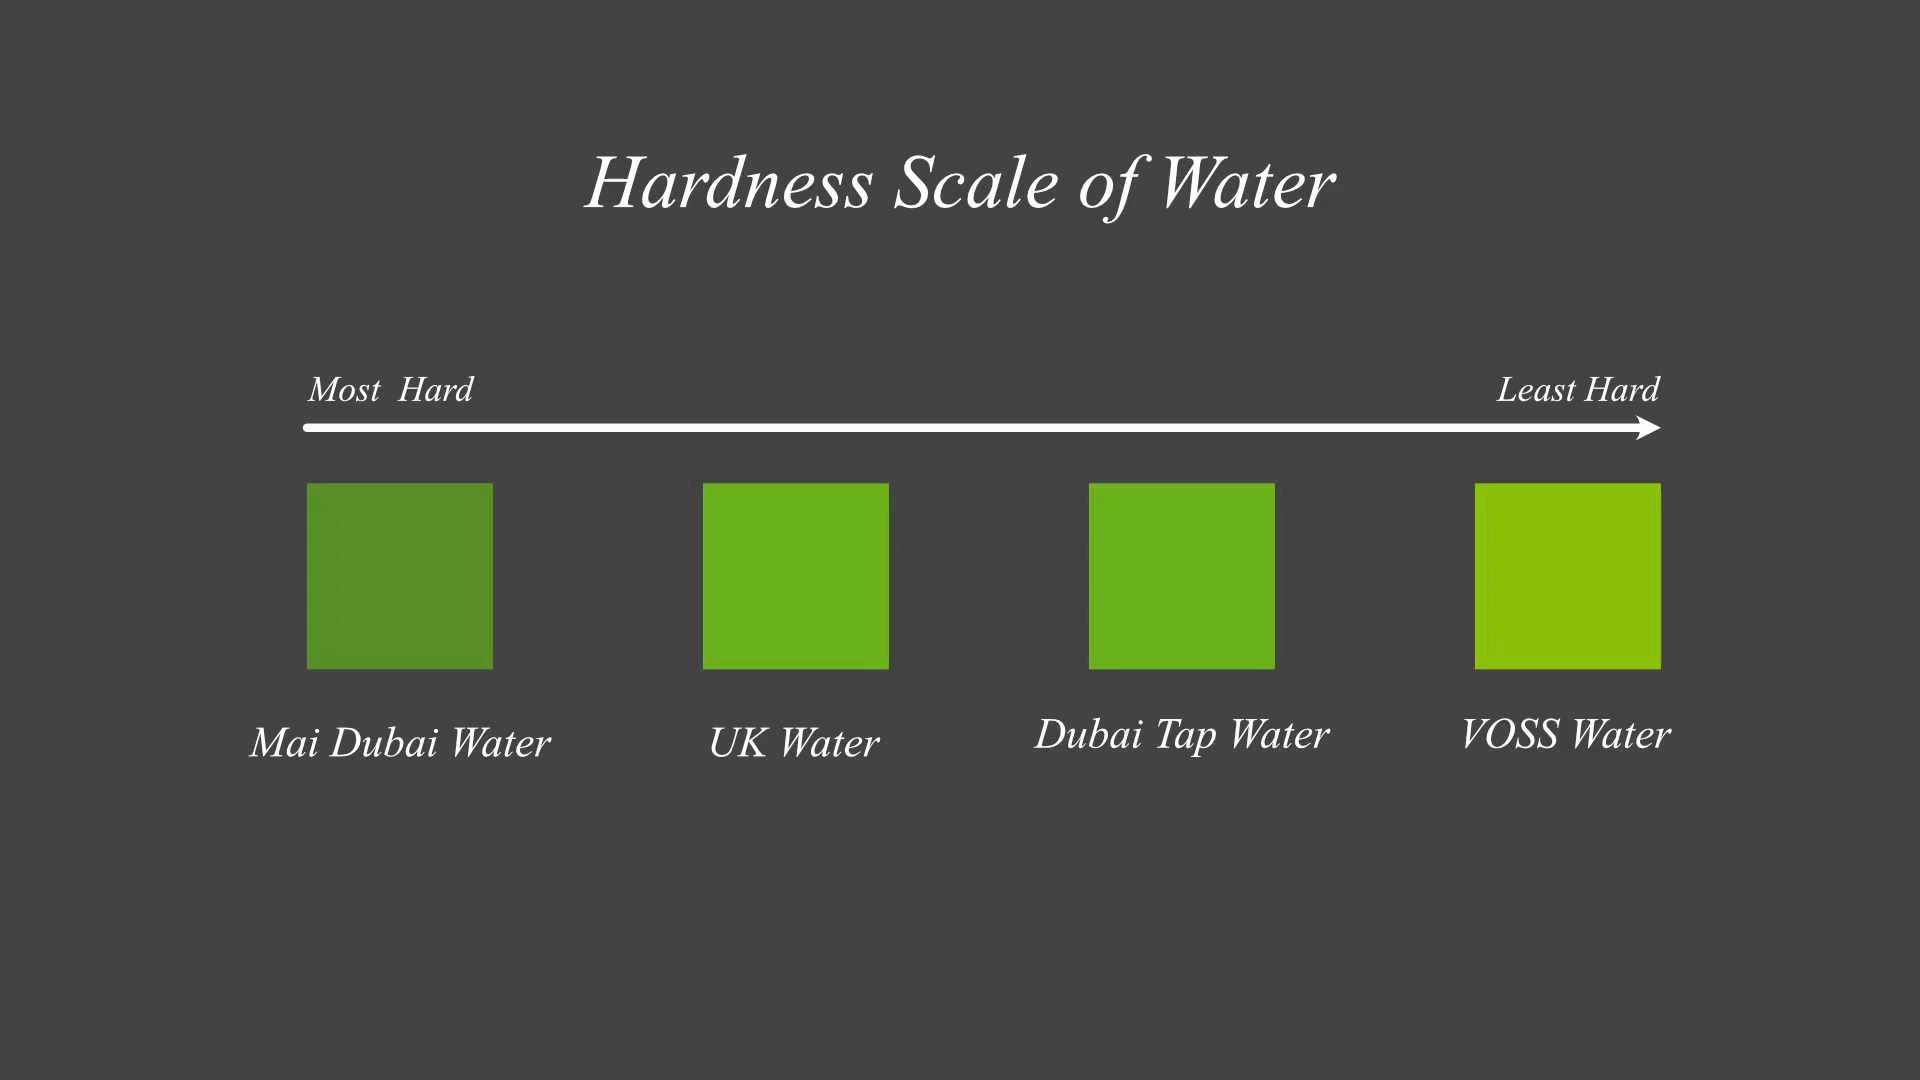 Hardness Scale of Water
Most Hard
Least Hard
Mai Dubai Water
UK Water
Dubai Tap Water
VOSS Water